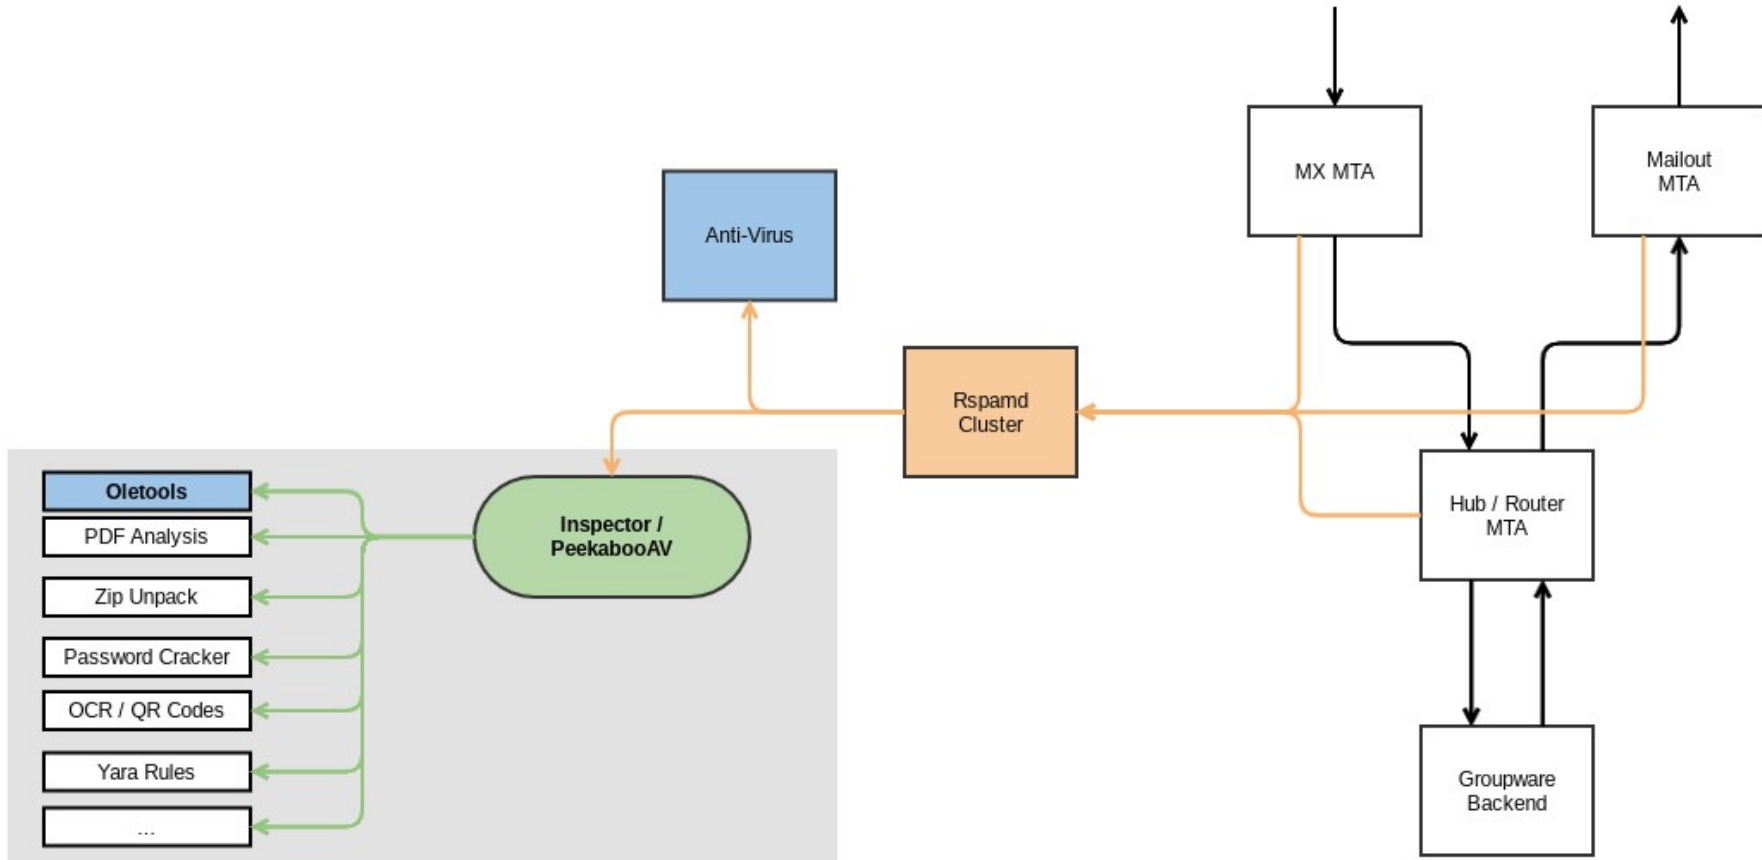 MX MTA
Mailout
MTA
Anti-Virus
Rspamd
Cluster
Oletools
PDF Analysis
Zip Unpack
Password Cracker
OCR / QR Codes
Yara Rules
...
Inspector /
PeekabooAV
Hub / Router
MTA
Groupware
Backend